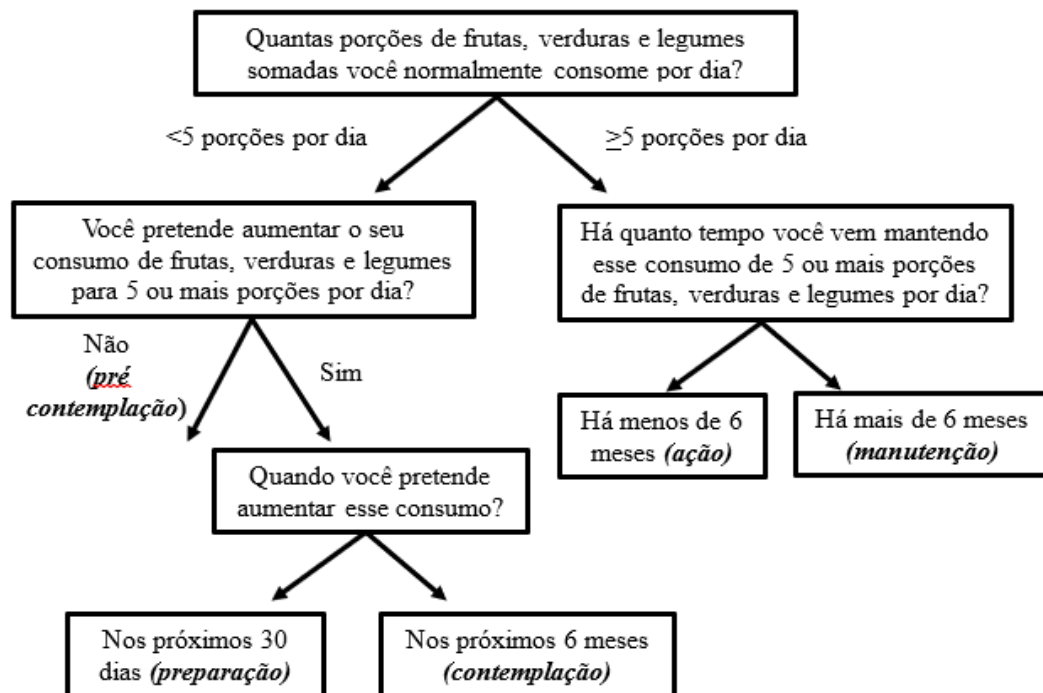 Quantas porções de frutas, verduras e legumes
somadas você normalmente consome por dia?
<5 porções por dia
≥5 porções por dia
Você pretende aumentar o seu
consumo de frutas, verduras e legumes
para 5 ou mais porções por dia?
Há quanto tempo você vem mantendo
esse consumo de 5 ou mais porções
de frutas, verduras e legumes por dia?
Não
(pré
contemplação)
Sim
Há menos de 6
meses (ação)
Há mais de 6 meses
(manutenção)
Quando você pretende
aumentar esse consumo?
Nos próximos 30
dias (preparação)
Nos próximos 6 meses
(contemplação)